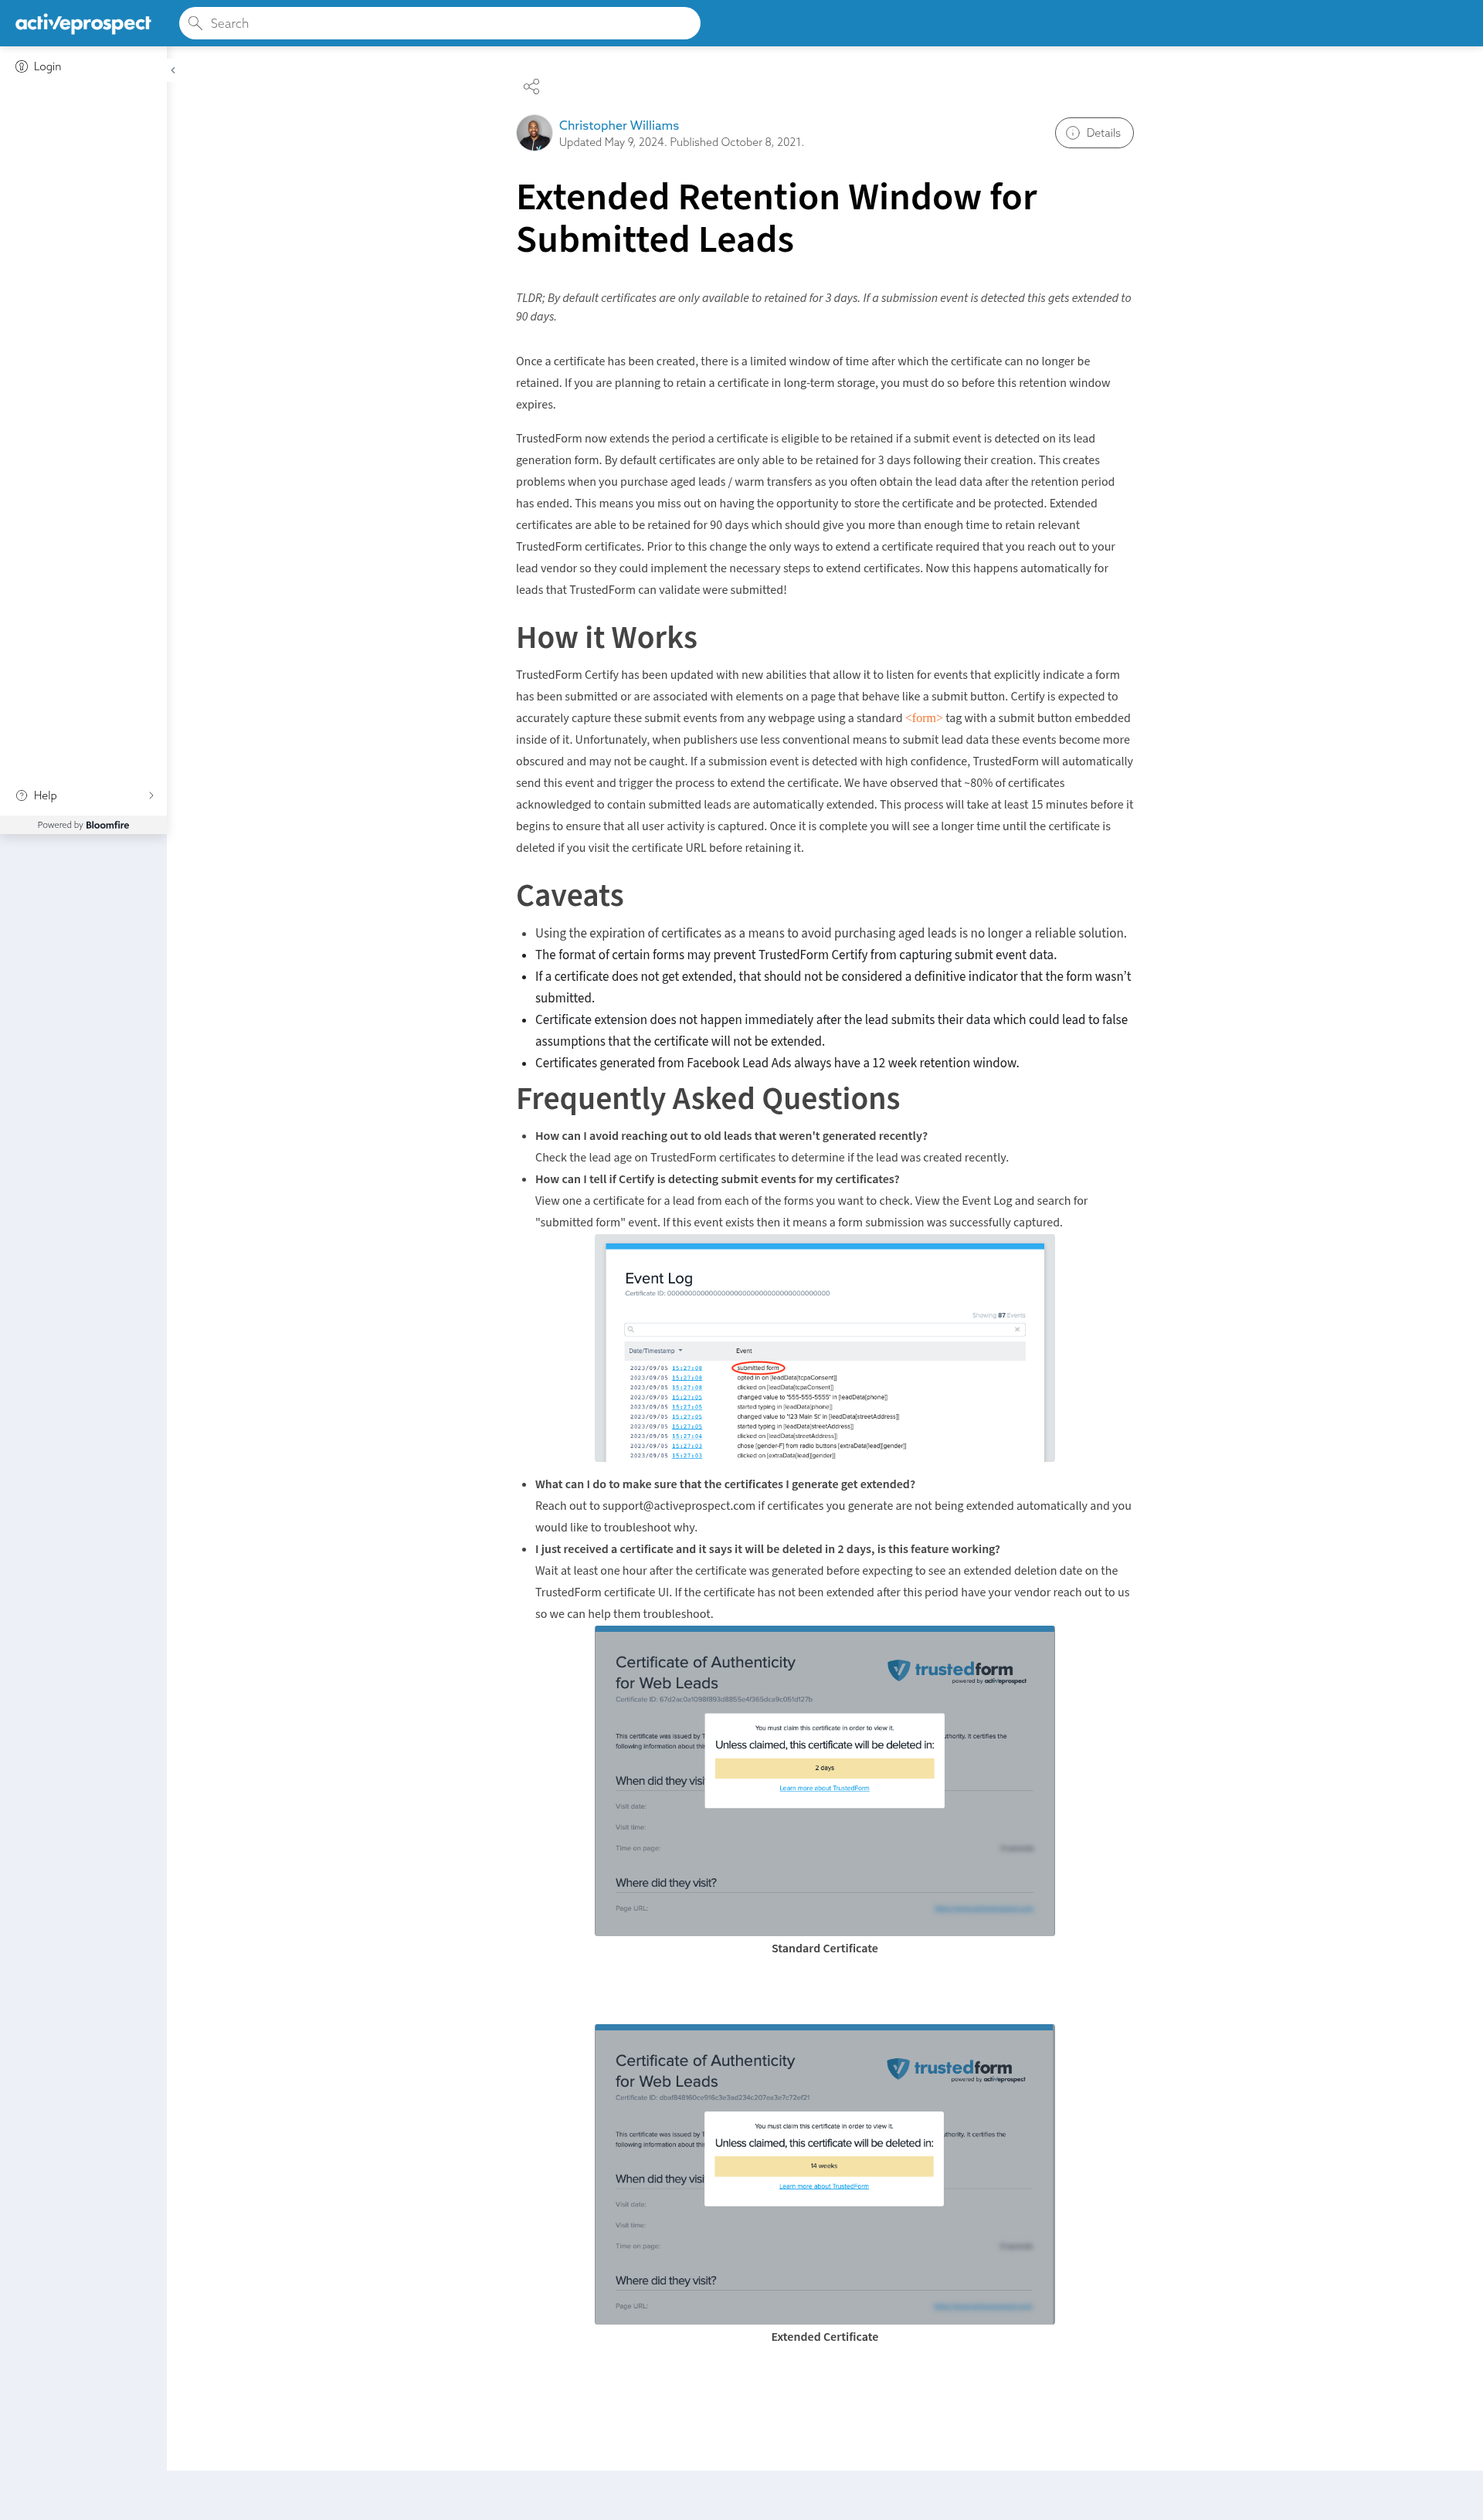 activeprospect
Search
Login
Christopher Williams
Updated May 9, 2024. Published October 8, 2021.
Details
Extended Retention Window for
Submitted Leads
TLDR; By default certificates are only available to retained for 3 days. If a submission event is detected this gets extended to
90 days.
Once a certificate has been created, there is a limited window of time after which the certificate can no longer be
retained. If you are planning to retain a certificate in long-term storage, you must do so before this retention window
expires.
TrustedForm now extends the period a certificate is eligible to be retained if a submit event is detected on its lead
generation form. By default certificates are only able to be retained for 3 days following their creation. This creates
problems when you purchase aged leads / warm transfers as you often obtain the lead data after the retention period
has ended. This means you miss out on having the opportunity to store the certificate and be protected. Extended
certificates are able to be retained for 90 days which should give you more than enough time to retain relevant
TrustedForm certificates. Prior to this change the only ways to extend a certificate required that you reach out to your
lead vendor so they could implement the necessary steps to extend certificates. Now this happens automatically for
leads that TrustedForm can validate were submitted!
How it Works
TrustedForm Certify has been updated with new abilities that allow it to listen for events that explicitly indicate a form
has been submitted or are associated with elements on a page that behave like a submit button. Certify is expected to
accurately capture these submit events from any webpage using a standard <form> tag with a submit button embedded
inside of it. Unfortunately, when publishers use less conventional means to submit lead data these events become more
obscured and may not be caught. If a submission event is detected with high confidence, TrustedForm will automatically
send this event and trigger the process to extend the certificate. We have observed that ~80% of certificates
acknowledged to contain submitted leads are automatically extended. This process will take at least 15 minutes before it
begins to ensure that all user activity is captured. Once it is complete you will see a longer time until the certificate is
deleted if you visit the certificate URL before retaining it.
Help
Powered by Bloomfire
Caveats
• Using the expiration of certificates as a means to avoid purchasing aged leads is no longer a reliable solution.
• The format of certain forms may prevent TrustedForm Certify from capturing submit event data.
• If a certificate does not get extended, that should not be considered a definitive indicator that the form wasn't
submitted.
• Certificate extension does not happen immediately after the lead submits their data which could lead to false
assumptions that the certificate will not be extended.
• Certificates generated from Facebook Lead Ads always have a 12 week retention window.
Frequently Asked Questions
• How can I avoid reaching out to old leads that weren't generated recently?
Check the lead age on TrustedForm certificates to determine if the lead was created recently.
• How can I tell if Certify is detecting submit events for my certificates?
View one a certificate for a lead from each of the forms you want to check. View the Event Log and search for
"submitted form" event. If this event exists then it means a form submission was successfully captured.
Event Log
Certificate ID: 0000000000000000000000000000000000000000
Showing 87 Events
Date/Timestamp Event
2023/09/05 15:27:08 submitted form
2023/09/05 15:27:08 opted in on [leadData[tcpaConsent]]
2023/09/05 15:27:08 clicked on [leadData[tcpaConsent]]
2023/09/05 15:27:05 changed value to "555-555-5555" in [leadData[phone]]
2023/09/05 15:27:05 started typing in [leadData[phone]]
2023/09/05 15:27:05 changed value to "123 Main St" in [leadData[streetAddress]]
2023/09/05 15:27:05 started typing in [leadData[streetAddress]]
2023/09/05 15:27:04 clicked on [leadData[streetAddress]]
2023/09/05 15:27:03 chose [gender-F] from radio buttons [extraData[lead][gender]]
2023/09/05 15:27:03 clicked on [extraData[lead][gender]]
• What can I do to make sure that the certificates I generate get extended?
Reach out to support@activeprospect.com if certificates you generate are not being extended automatically and you
would like to troubleshoot why.
• I just received a certificate and it says it will be deleted in 2 days, is this feature working?
Wait at least one hour after the certificate was generated before expecting to see an extended deletion date on the
TrustedForm certificate UI. If the certificate has not been extended after this period have your vendor reach out to us
so we can help them troubleshoot.
Certificate of Authenticity
for Web Leads
trustedform
powered by activeprospect
Certificate ID:
You must claim this certificate in order to view it.
This certificate was issued by
following information about this
Unless claimed, this certificate will be deleted in:
2 days
Learn more about TrustedForm
it certifies the
When did they visi
Visit date:
Visit time:
Time on page:
Where did they visit?
Page URL:
Standard Certificate
Certificate of Authenticity
for Web Leads
trustedform
powered by activeprospect
Certificate ID:
You must claim this certificate in order to view it.
This certificate was issued by
following information about this
Unless claimed, this certificate will be deleted in:
14 weeks
Learn more about TrustedForm
it certifies the
When did they visi
Visit date:
Visit time:
Time on page:
Where did they visit?
Page URL:
Extended Certificate